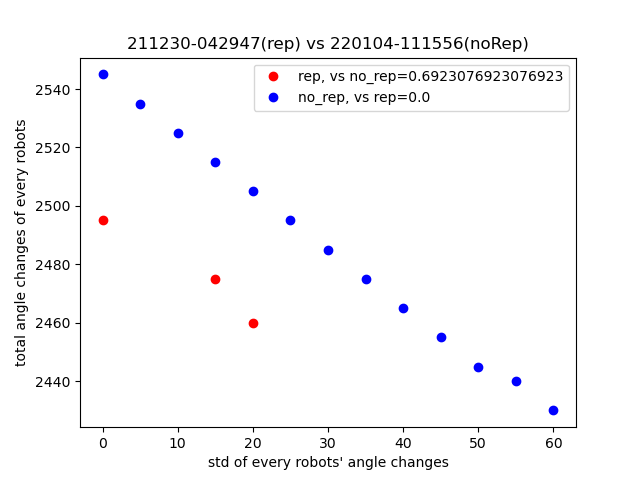 211230-042947(rep) vs 220104-111556(noRep)
rep, vs no_rep=0.6923076923076923
no_rep, vs rep=0.0
total angle changes of every robots
2540
2520
2500
2480
2460
2440
0 10 20 30 40 50 60
std of every robots' angle changes